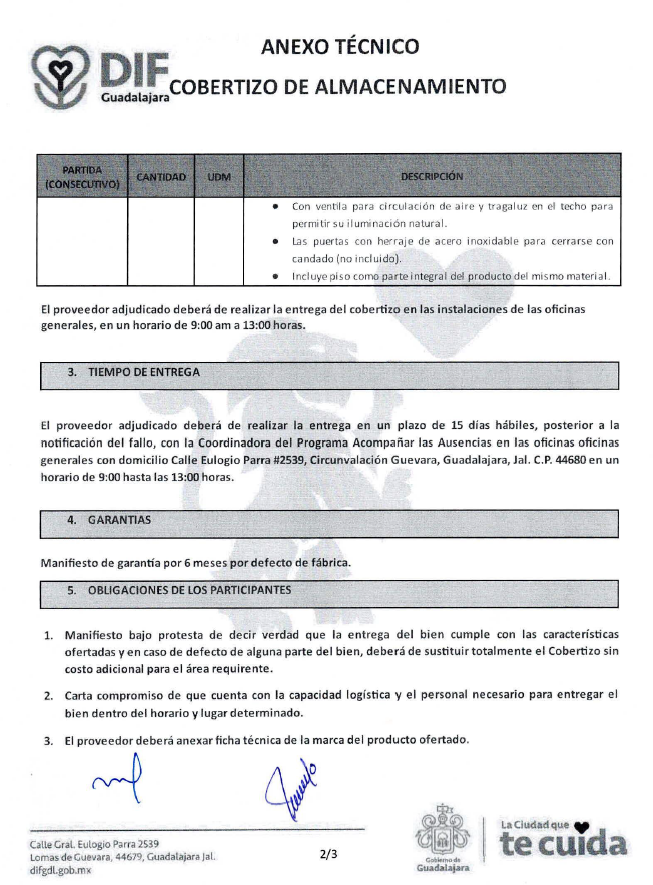 ANEXO TÉCNICO
DIF
Guadalajara
COBERTIZO DE ALMACENAMIENTO
PARTIDA (CONSECUTIVO) CANTIDAD UDM DESCRIPCIÓN
• Con ventila para circulación de aire y tragaluz en el techo para
permitir su iluminación natural.
• Las puertas con herraje de acero inoxidable para cerrarse con
candado (no incluido).
• Incluye piso como parte integral del producto del mismo material.
El proveedor adjudicado deberá de realizar la entrega del cobertizo en las instalaciones de las oficinas
generales, en un horario de 9:00 am a 13:00 horas.
3. TIEMPO DE ENTREGA
El proveedor adjudicado deberá de realizar la entrega en un plazo de 15 días hábiles, posterior a la
notificación del fallo, con la Coordinadora del Programa Acompañar las Ausencias en las oficinas oficinas
generales con domicilio Calle Eulogio Parra #2539, Circunvalación Guevara, Guadalajara, Jal. C.P. 44680 en un
horario de 9:00 hasta las 13:00 horas.
4. GARANTIAS
Manifiesto de garantía por 6 meses por defecto de fábrica.
5. OBLIGACIONES DE LOS PARTICIPANTES
1. Manifiesto bajo protesta de decir verdad que la entrega del bien cumple con las características
ofertadas y en caso de defecto de alguna parte del bien, deberá de sustituir totalmente el Cobertizo sin
costo adicional para el área requirente.
2. Carta compromiso de que cuenta con la capacidad logística y el personal necesario para entregar el
bien dentro del horario y lugar determinado.
3. El proveedor deberá anexar ficha técnica de la marca del producto ofertado.
Calle Gral. Eulogio Parra 2539
Lomas de Guevara, 44679, Guadalajara Jal.
difgdl.gob.mx
2/3
Gobierno de
Guadalajara
La Ciudad que
te cuida